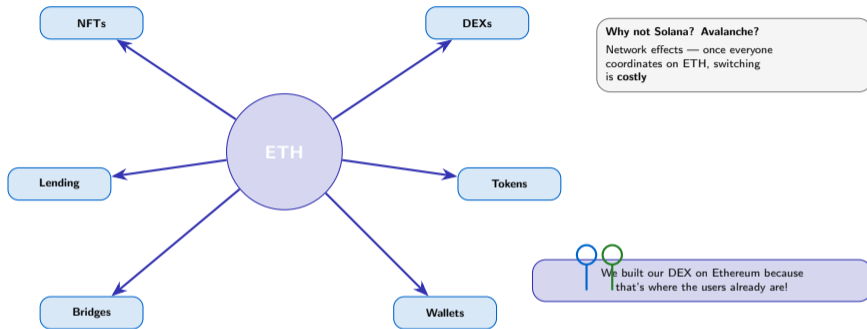 NFTs
DEXs
Why not Solana? Avalanche?
Network effects — once everyone
coordinates on ETH, switching
is costly
ETH
Lending
Tokens
We built our DEX on Ethereum because
that's where the users already are!
Bridges
Wallets